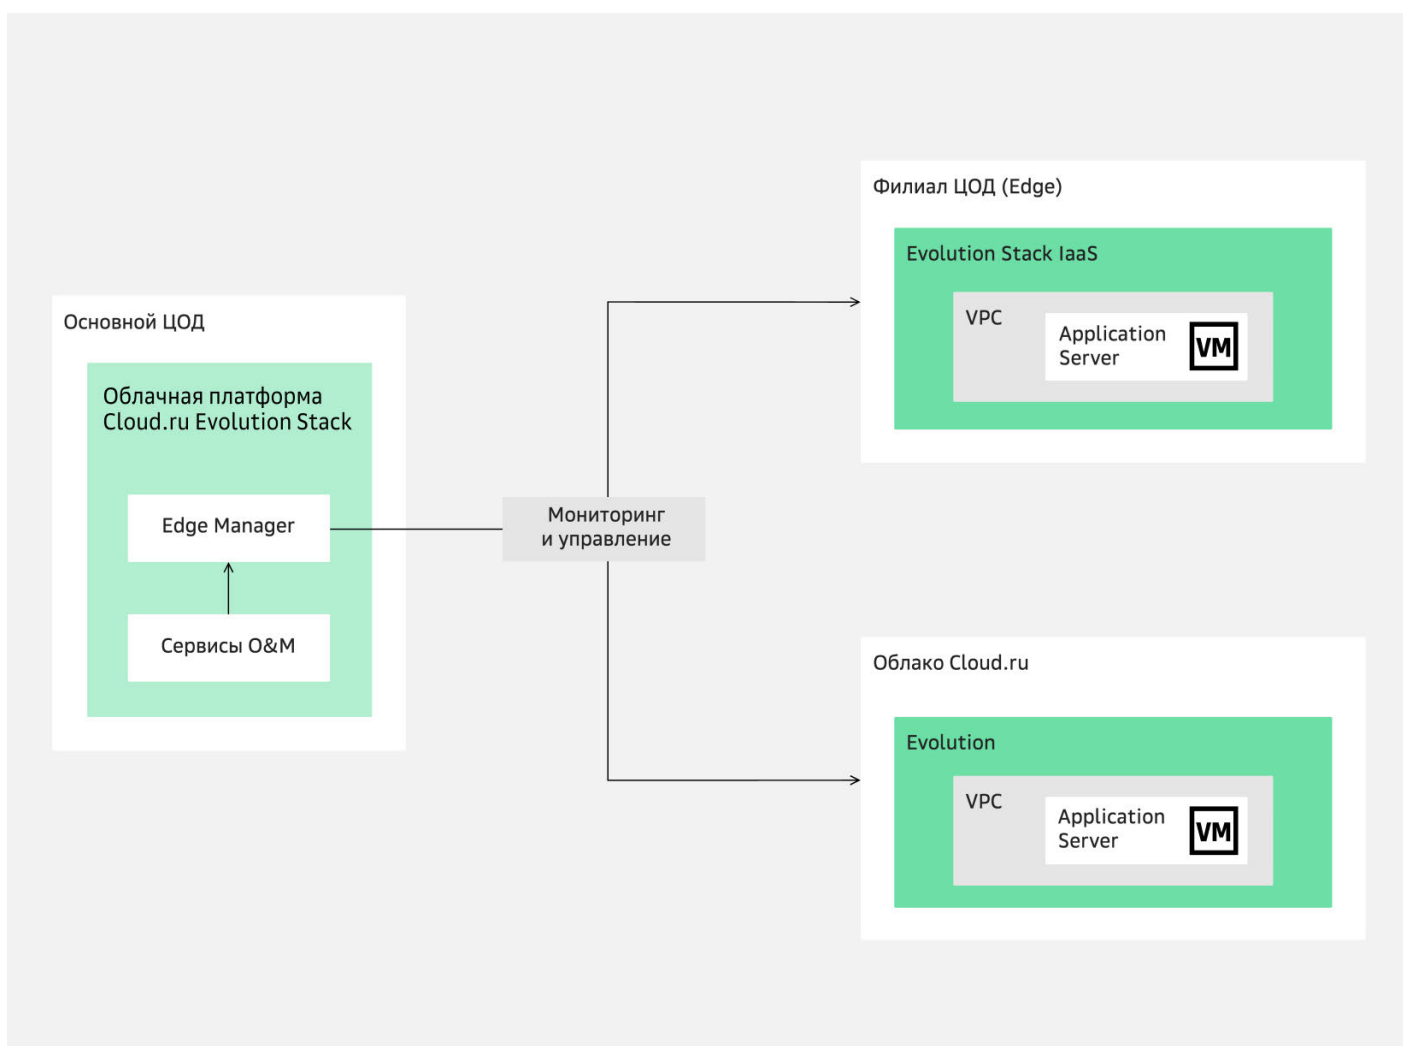 Основной ЦОД
Облачная платформа
Cloud.ru Evolution Stack
Edge Manager
Сервисы O&M
Мониторинг
и управление
Филиал ЦОД (Edge)
Evolution Stack IaaS
VPC
Application
Server
VM
Облако Cloud.ru
Evolution
VPC
Application
Server
VM